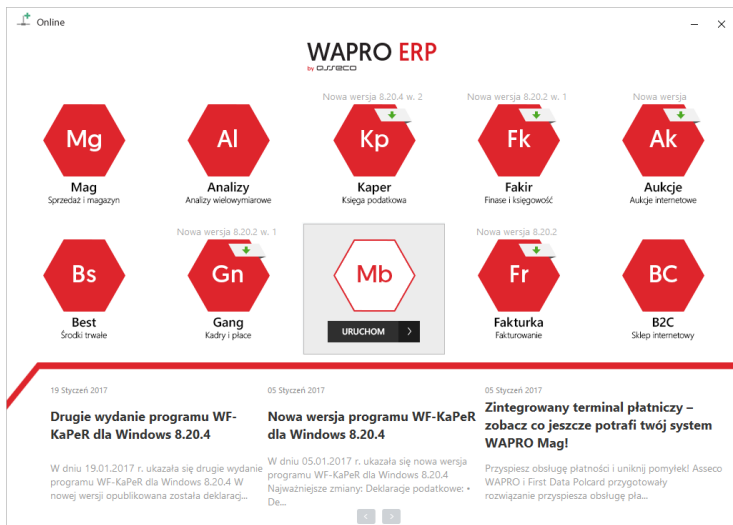 Online
WAPRO ERP
by asseco
Nowa wersja 8.20.4 w. 2
Nowa wersja 8.20.2 w. 1
Nowa wersja
Mg
Al
Kp
Fk
Ak
Mag
Analizy
Kaper
Fakir
Aukcje
Sprzedaż i magazyn
Analizy wielowymiarowe
Księga podatkowa
Finase i księgowość
Aukcje internetowe
Nowa wersja 8.20.2 w. 1
Nowa wersja 8.20.2
Bs
Gn
Mb
Fr
BC
Best
Gang
URUCHOM
Fakturka
B2C
Środki trwałe
Kadry i płace
Fakturowanie
Sklep internetowy
19 Styczeń 2017
Drugie wydanie programu WF-
KaPeR dla Windows 8.20.4
W dniu 19.01.2017 r. ukazała się drugie wydanie
programu WF-KaPeR dla Windows 8.20.4 W
nowej wersji opublikowana została deklaracj...
05 Styczeń 2017
Nowa wersja programu WF-KaPeR
dla Windows 8.20.4
W dniu 05.01.2017 r. ukazała się nowa wersja
programu WF-KaPeR dla Windows 8.20.4
Najważniejsze zmiany: Deklaracje podatkowe: •
De...
05 Styczeń 2017
Zintegrowany terminal płatniczy –
zobacz co jeszcze potrafi twój system
WAPRO Mag!
Przyspiesz obsługę płatności i uniknij pomyłek! Asseco
WAPRO i First Data Polcard przygotowały
rozwiązanie przyspiesza obsługę pła...